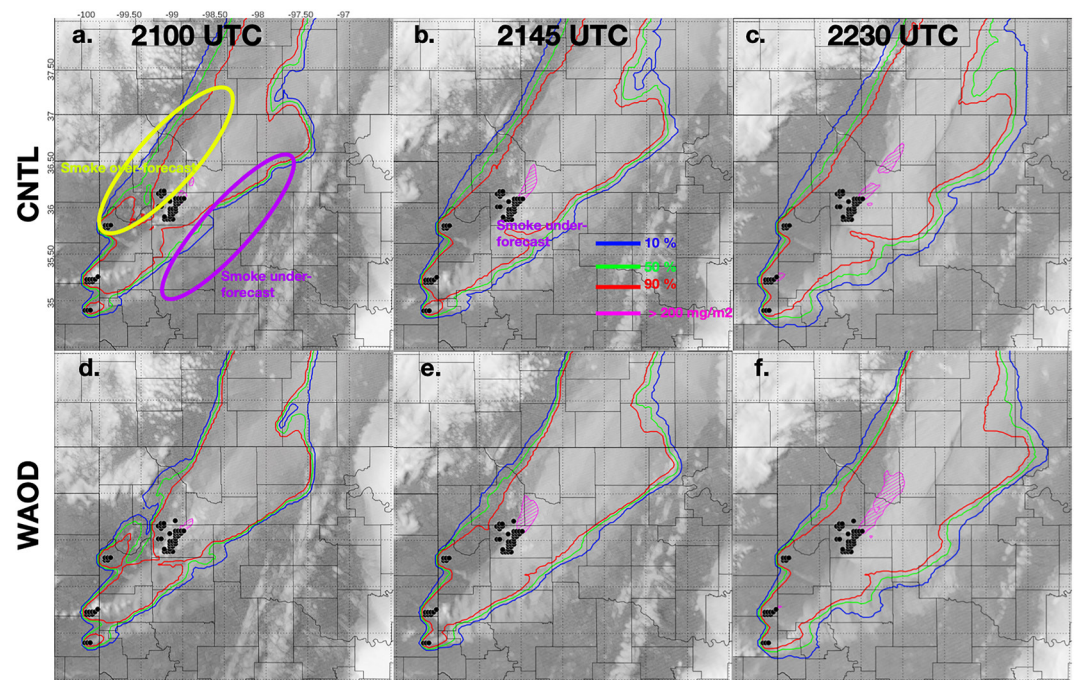 -100 -99.50 -99 -98.50 -98 -97.50 -97
a. 2100 UTC
b. 2145 UTC
c. 2230 UTC
37.50
37
36.50
36
35.50
35
CNTL
Smoke over-forecast
Smoke under-
forecast
Smoke under-
forecast
10 %
50 %
90 %
> 200 mg/m2
d.
e.
f.
WAOD